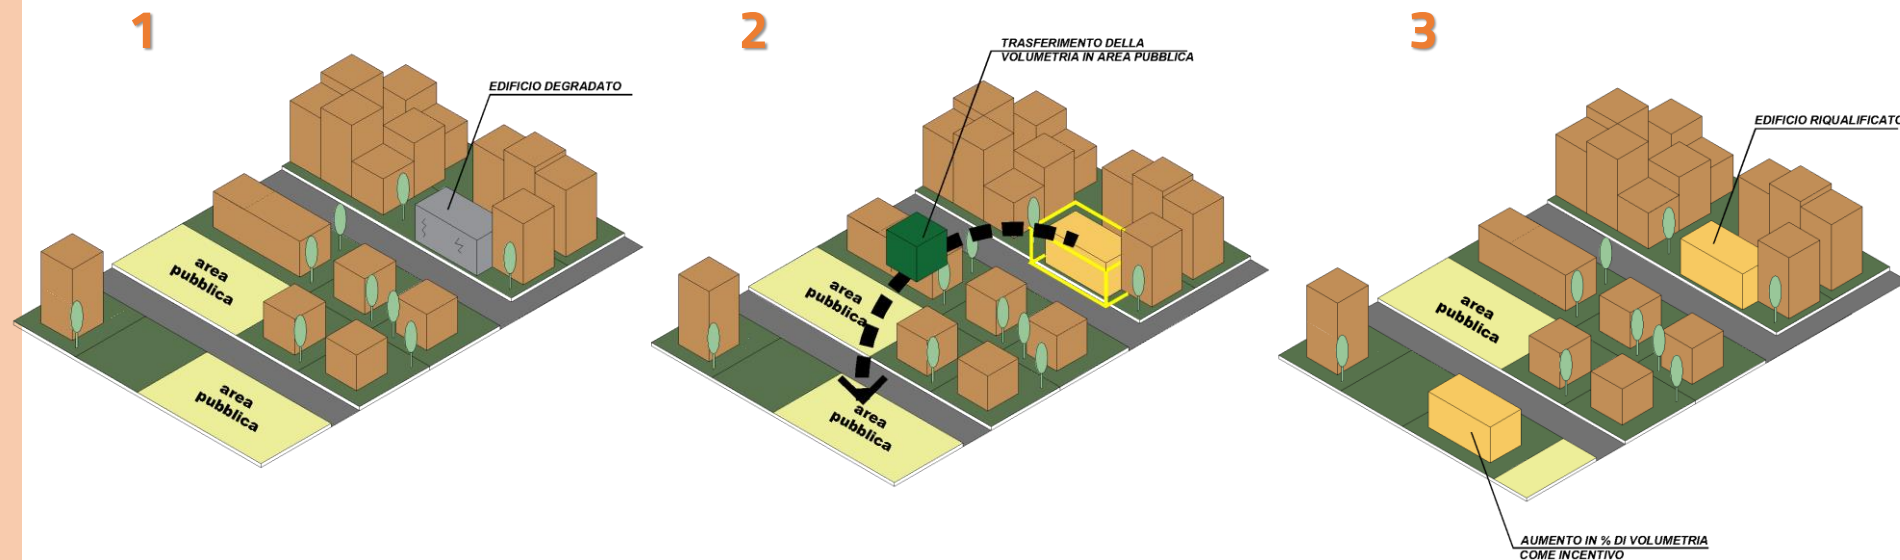 1
EDIFICIO DEGRADATO
area
pubblica
area
pubblica
2
TRASFERIMENTO DELLA
VOLUMETRIA IN AREA PUBBLICA
area
pubblica
area
pubblica
3
EDIFICIO RIQUALIFICATO
area
pubblica
AUMENTO IN % DI VOLUMETRIA
COME INCENTIVO